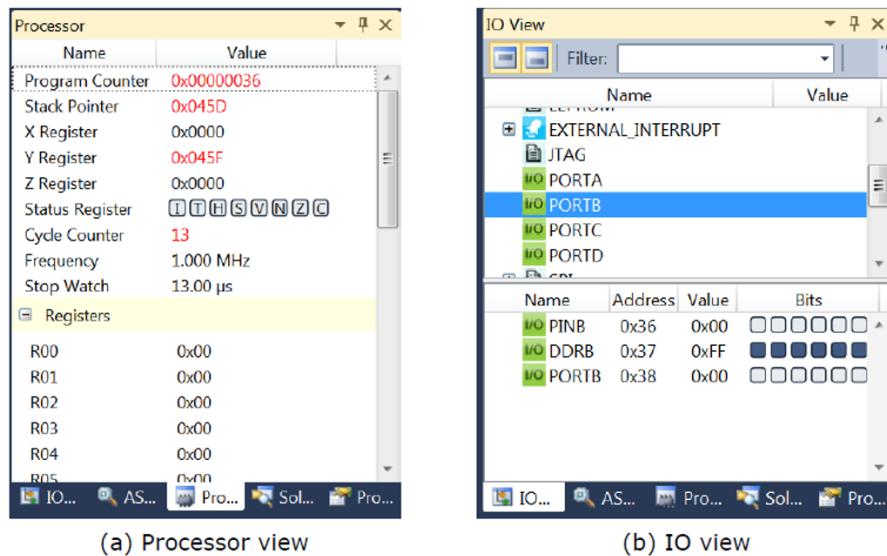 Processor
Name Value
Program Counter 0x00000036
Stack Pointer 0x045D
X Register 0x0000
Y Register 0x045F
Z Register 0x0000
Status Register I T H S V N Z C
Cycle Counter 13
Frequency 1.000 MHz
Stop Watch 13.00 µs
Registers
R00 0x00
R01 0x00
R02 0x00
R03 0x00
R04 0x00
R05 0x00
IO... AS... Pro... Sol... Pro...
(a) Processor view
IO View
Filter:
Name Value
EEPROM
EXTERNAL_INTERRUPT
JTAG
I/O PORTA
I/O PORTB
I/O PORTC
I/O PORTD
SPI
Name Address Value Bits
I/O PINB 0x36 0x00
I/O DDRB 0x37 0xFF
I/O PORTB 0x38 0x00
IO... AS... Pro... Sol... Pro...
(b) IO view